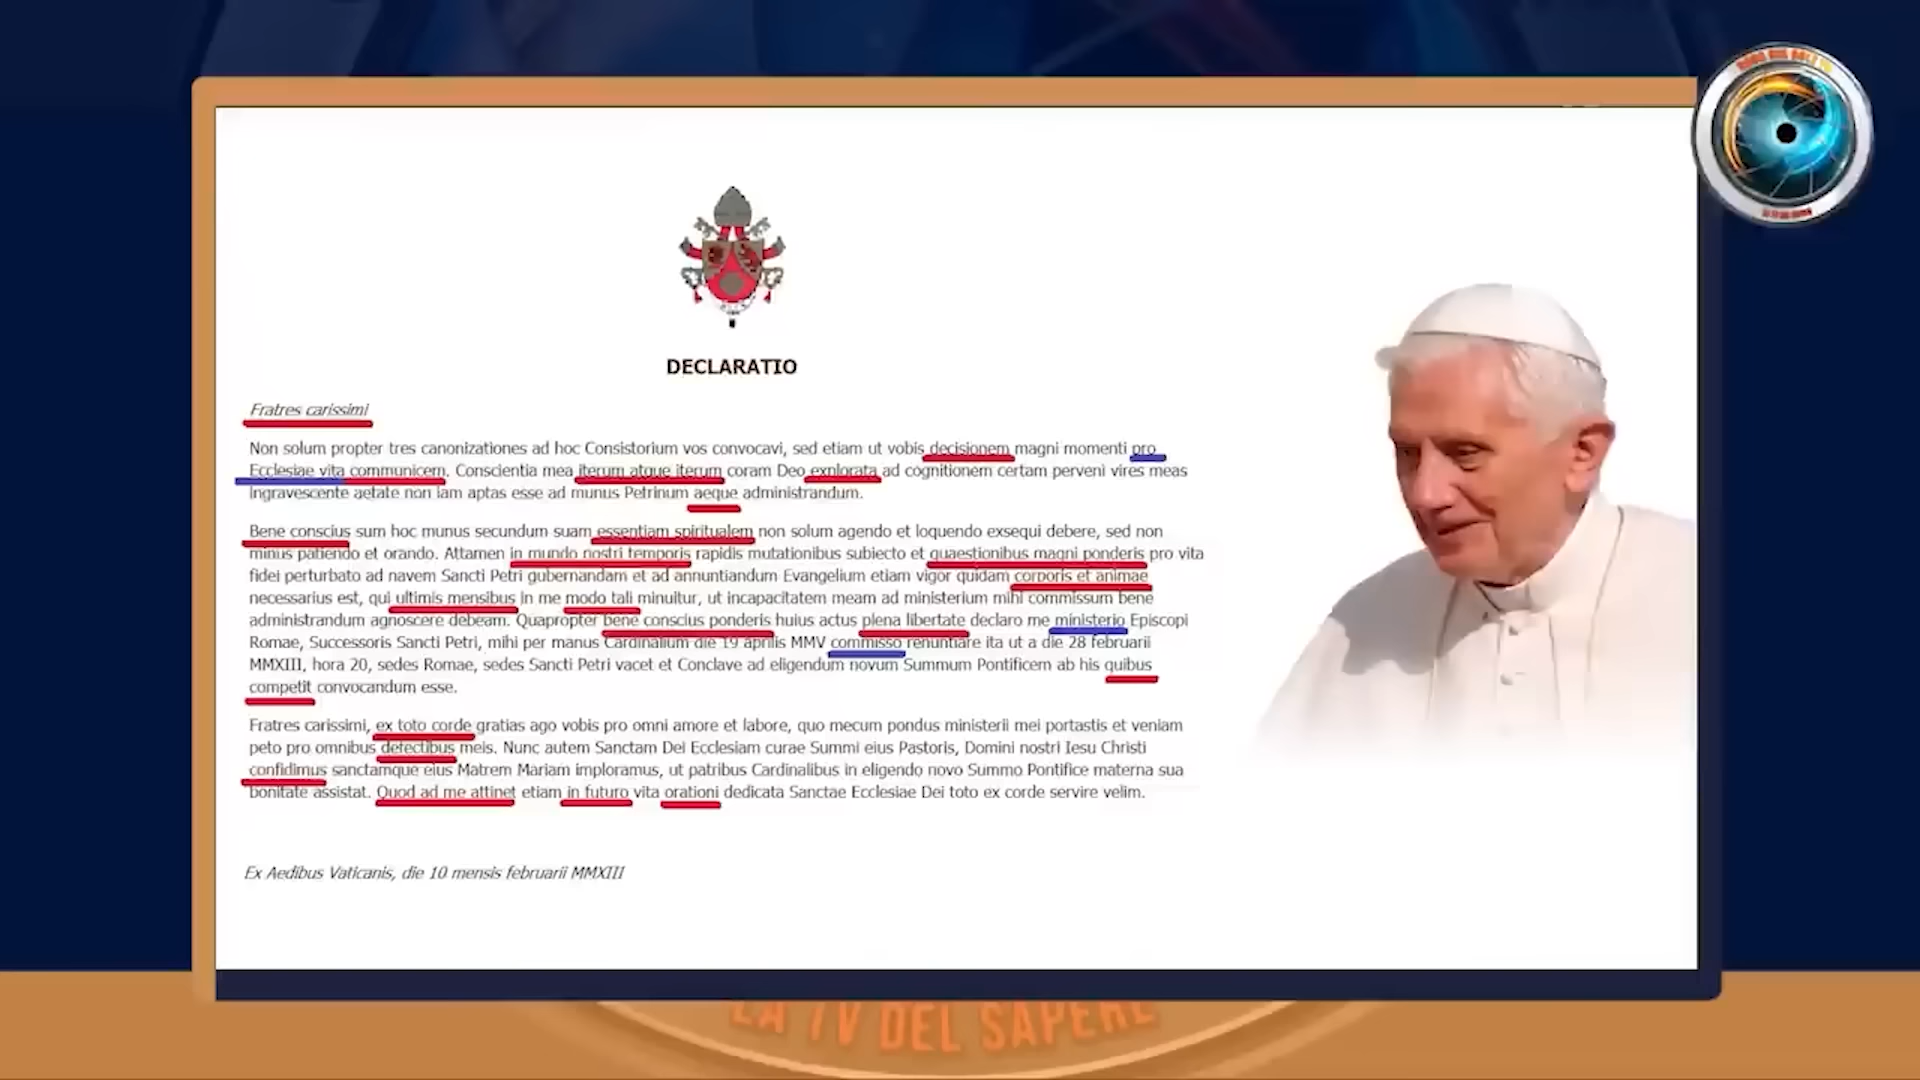 DECLARATIO
Fratres carissimi
Non solum propter tres canonizationes ad hoc Consistorium vos convocavi, sed etiam ut vobis decisionem magni momenti pro
Ecclesiae vita communicem. Conscientia mea iterum atque iterum coram Deo explorata ad cognitionem certam perveni vires meas
ingravescente aetate non iam aptas esse ad munus Petrinum aeque administrandum.
Bene conscius sum hoc munus secundum suam essentiam spiritualem non solum agendo et loquendo exsequi debere, sed non
minus patiendo et orando. Attamen in mundo nostri temporis rapidis mutationibus subiecto et quaestionibus magni ponderis pro vita
fidei perturbato ad navem Sancti Petri gubernandam et ad annuntiandum Evangelium etiam vigor quidam corporis et animae
necessarius est, qui ultimis mensibus in me modo tali minuitur, ut incapacitatem meam ad ministerium mihi commissum bene
administrandum agnoscere debeam. Quapropter bene conscius ponderis huius actus plena libertate declaro me ministerio Episcopi
Romae, Successoris Sancti Petri, mihi per manus Cardinalium die 19 aprilis MMV commisso renuntiare ita ut a die 28 februarii
MMXIII, hora 20, sedes Romae, sedes Sancti Petri vacet et Conclave ad eligendum novum Summum Pontificem ab his quibus
competit convocandum esse.
Fratres carissimi, ex toto corde gratias ago vobis pro omni amore et labore, quo mecum pondus ministerii mei portastis et veniam
peto pro omnibus defectibus meis. Nunc autem Sanctam Dei Ecclesiam curae Summi eius Pastoris, Domini nostri Iesu Christi
confidimus sanctamque eius Matrem Mariam imploramus, ut patribus Cardinalibus in eligendo novo Summo Pontifice materna sua
bonitate assistat. Quod ad me attinet etiam in futuro vita orationi dedicata Sanctae Ecclesiae Dei toto ex corde servire velim.
Ex Aedibus Vaticanis, die 10 mensis februarii MMXIII
LA TV DEL SAPERE